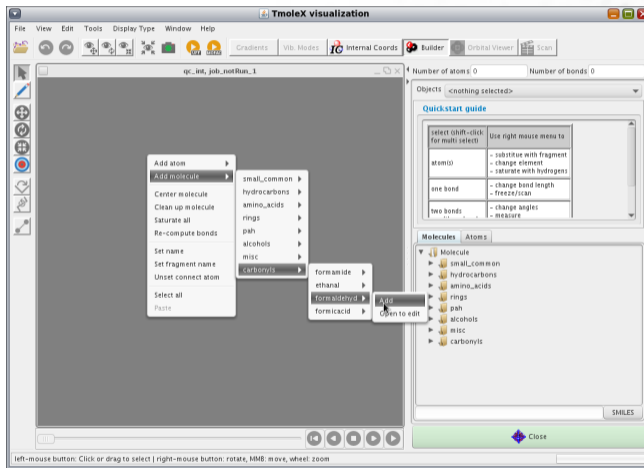 TmoleX visualization
File View Edit Tools Display Type Window Help
Gradients Vib. Modes IC Internal Coords Builder Orbital Viewer Scan
qc_int, job_notRun_1
Number of atoms 0 Number of bonds 0
Objects <nothing selected>
Quickstart guide
select (shift-click for multi select) Use right mouse menu to
atom(s) - substitue with fragment
- change element
- saturate with hydrogens
one bond - change bond length
- freeze/scan
two bonds - change angles
- measure
Add atom
Add molecule
Center molecule
Clean up molecule
Saturate all
Re-compute bonds
Set name
Set fragment name
Unset connect atom
Select all
Paste
small_common
hydrocarbons
amino_acids
rings
pah
alcohols
misc
carbonyls
formamide
ethanal
formaldehyd
formicacid
Add
Open to edit
Molecules Atoms
Molecule
small_common
hydrocarbons
amino_acids
rings
pah
alcohols
misc
carbonyls
SMILES
Close
left-mouse button: Click or drag to select | right-mouse button: rotate, MMB: move, wheel: zoom